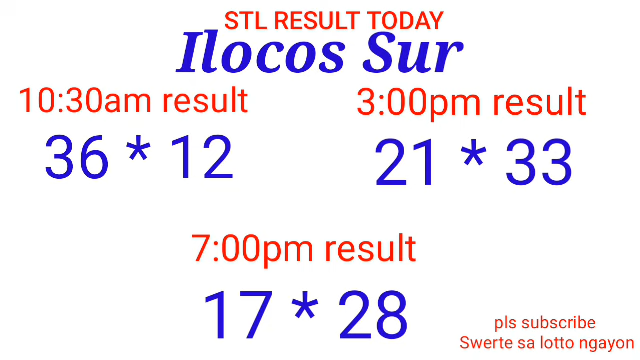 STL RESULT TODAY
Ilocos Sur
10:30am result
36 * 12
3:00pm result
21 * 33
7:00pm result
17 * 28
pls subscribe
Swerte sa lotto ngayon